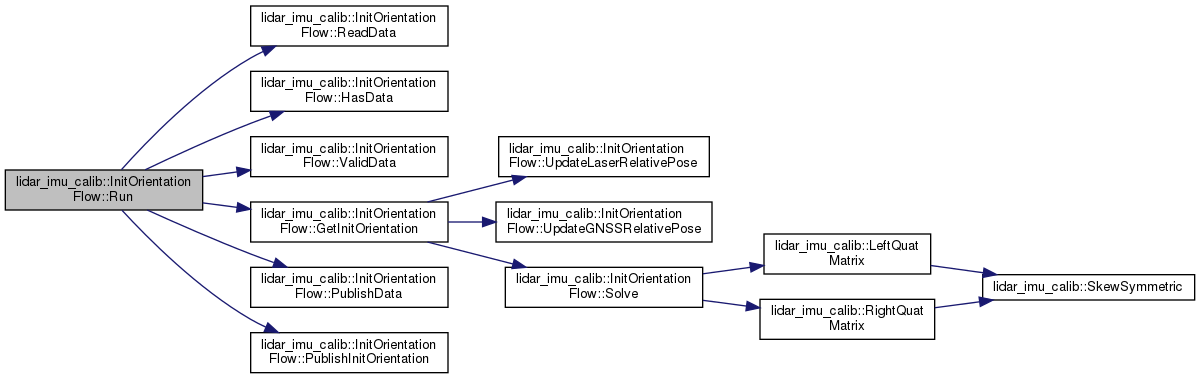 lidar_imu_calib::InitOrientation
Flow::Run
lidar_imu_calib::InitOrientation
Flow::ReadData
lidar_imu_calib::InitOrientation
Flow::HasData
lidar_imu_calib::InitOrientation
Flow::ValidData
lidar_imu_calib::InitOrientation
Flow::GetInitOrientation
lidar_imu_calib::InitOrientation
Flow::PublishData
lidar_imu_calib::InitOrientation
Flow::PublishInitOrientation
lidar_imu_calib::InitOrientation
Flow::UpdateLaserRelativePose
lidar_imu_calib::InitOrientation
Flow::UpdateGNSSRelativePose
lidar_imu_calib::InitOrientation
Flow::Solve
lidar_imu_calib::LeftQuat
Matrix
lidar_imu_calib::RightQuat
Matrix
lidar_imu_calib::SkewSymmetric